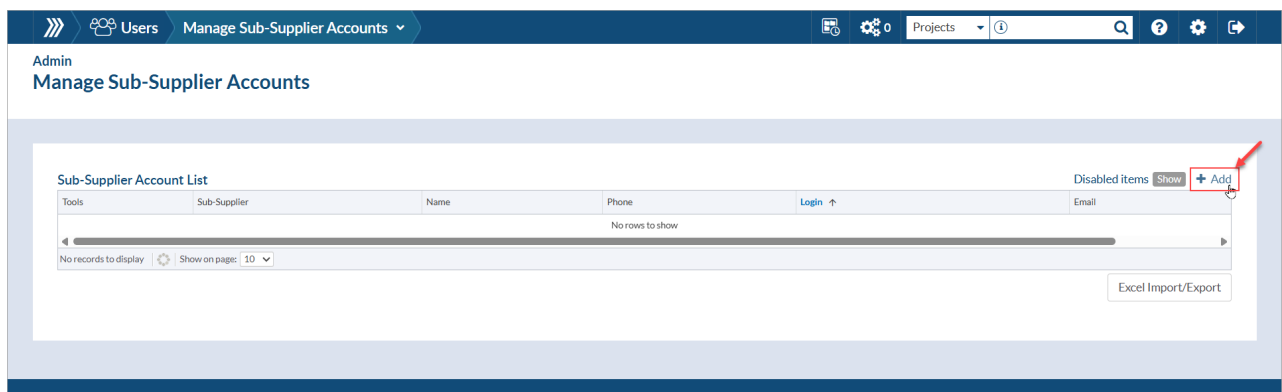 Users Manage Sub-Supplier Accounts 0 Projects
Admin
Manage Sub-Supplier Accounts
Sub-Supplier Account List Disabled items Show + Add
Tools Sub-Supplier Name Phone Login ↑ Email
No rows to show
No records to display Show on page: 10
Excel Import/Export